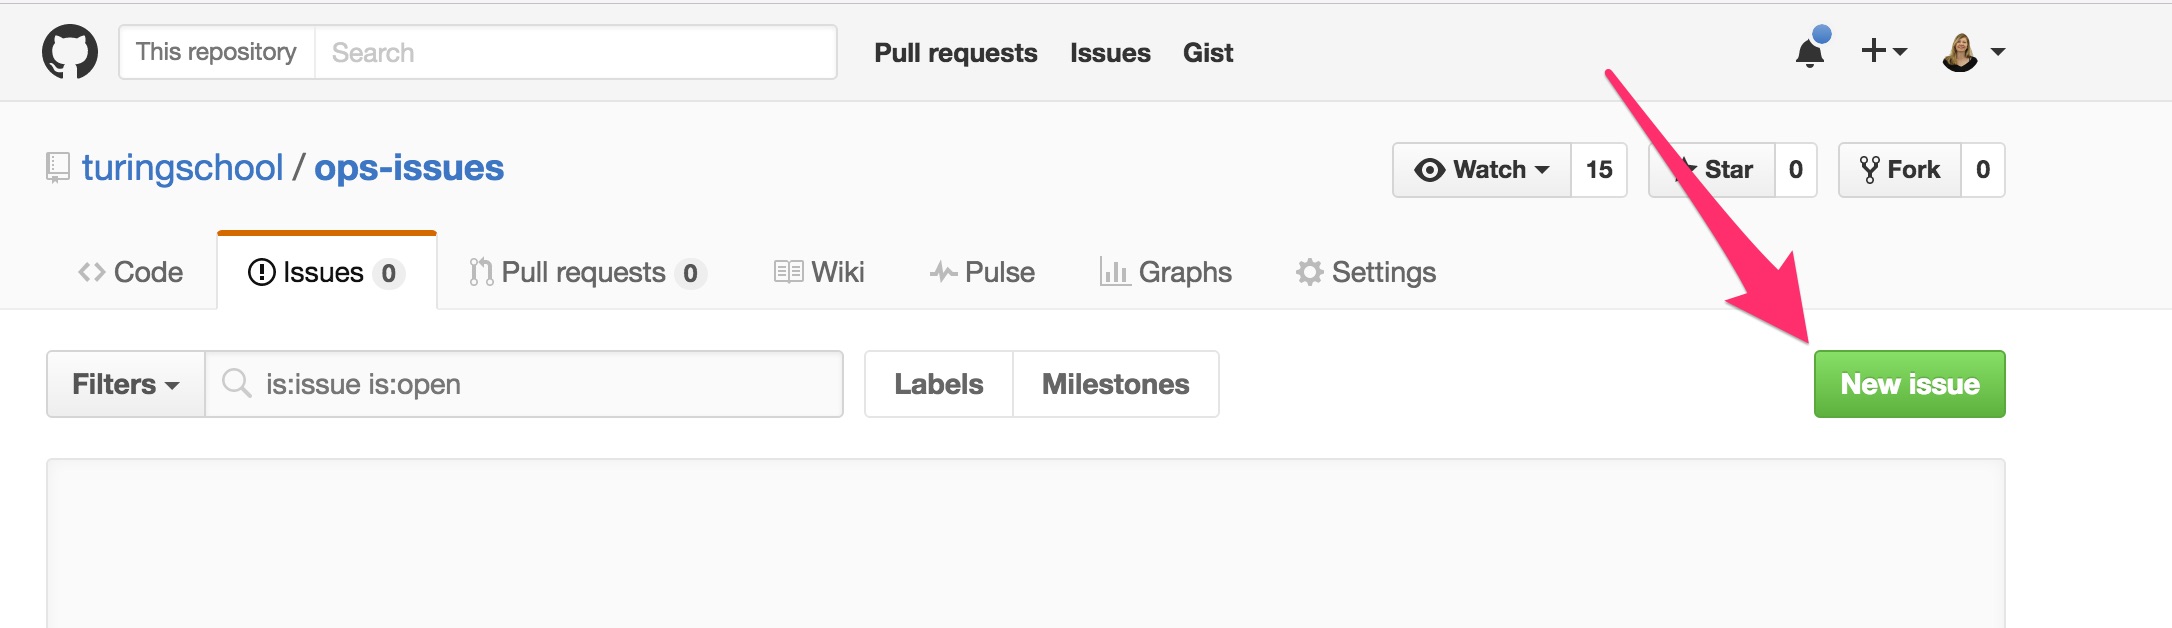 This repository Search Pull requests Issues Gist
turingschool / ops-issues Watch 15 Star 0 Fork 0
Code Issues 0 Pull requests 0 Wiki Pulse Graphs Settings
Filters is:issue is:open Labels Milestones New issue